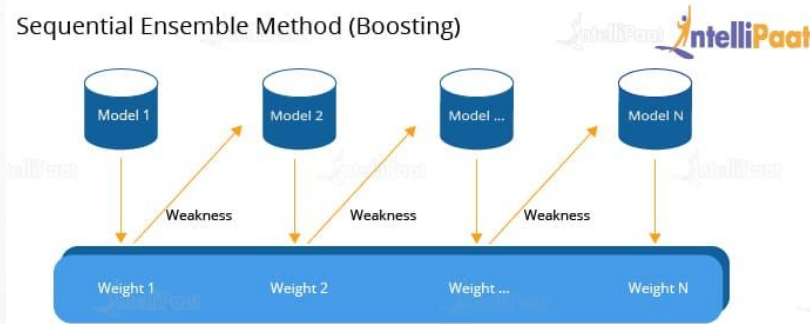 Sequential Ensemble Method (Boosting)
IntelliPaat
Model 1 Model 2 Model ... Model N
Weakness Weakness Weakness
Weight 1 Weight 2 Weight ... Weight N